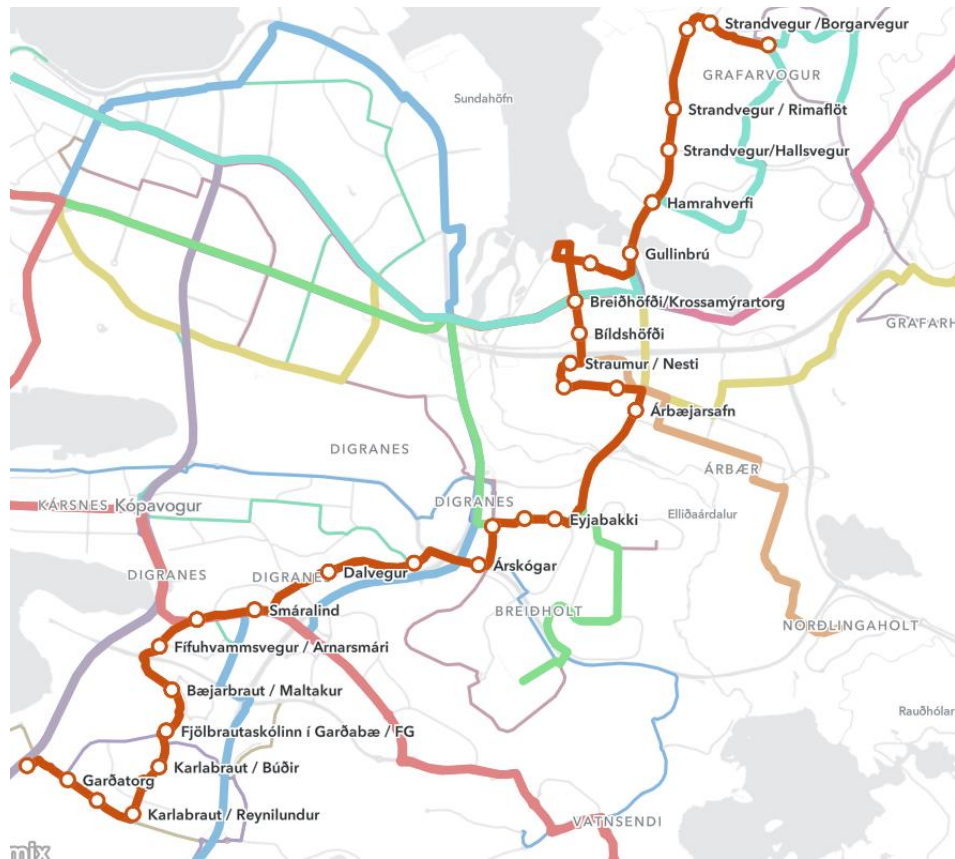 Strandvegur /Borgarvegur
GRAFARVOGUR
Sundahöfn
Strandvegur / Rimaflöt
Strandvegur/Hallsvegur
Hamrahverfi
Gullinbrú
Breiðhöfði/Krossamýrartorg
GRAFARH
Bíldshöfði
Straumur / Nesti
Árbæjarsafn
DIGRANES
ÁRBÆR
KÁRSNES
Kópavogur
DIGRANES
Elliðaárdalur
Eyjabakki
DIGRANES
DIGRANE
Dalvegur
Árskógar
Smáralind
BREIÐHOLT
NORÐLINGAHOLT
Fífuhvammsvegur / Arnarsmári
Bæjarbraut / Maltakur
Rauðhólar
Fjölbrautaskólinn í Garðabæ / FG
Karlabraut / Búðir
Garðatorg
Karlabraut / Reynilundur
VATNSENDI
mix